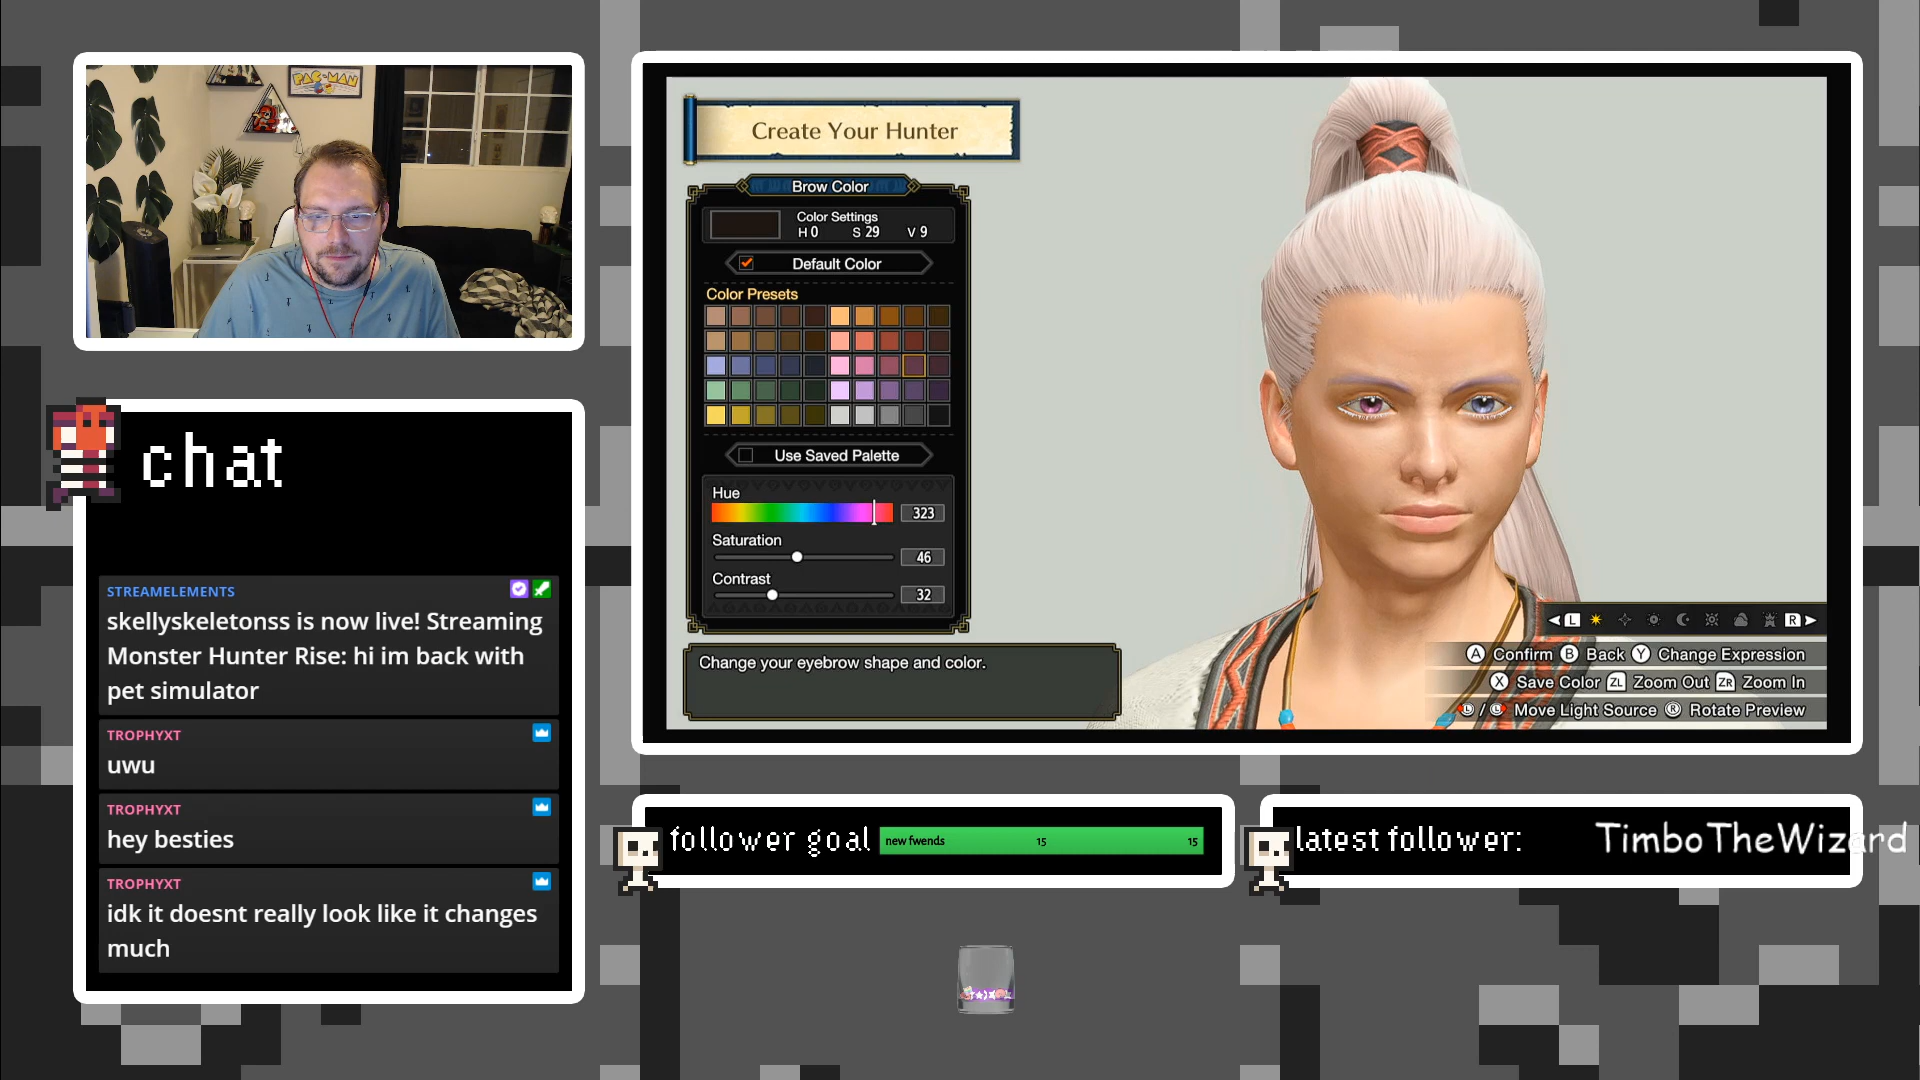 PAC-MAN
chat
STREAMELEMENTS
skellyskeletonss is now live! Streaming
Monster Hunter Rise: hi im back with
pet simulator
TROPHYXT
uwu
TROPHYXT
hey besties
TROPHYXT
idk it doesnt really look like it changes
much
Create Your Hunter
Brow Color
Color Settings
H 0 S 29 V 9
Default Color
Color Presets
Use Saved Palette
Hue
323
Saturation
46
Contrast
32
Change your eyebrow shape and color.
L R
A Confirm B Back Y Change Expression
X Save Color ZL Zoom Out ZR Zoom In
L / L Move Light Source R Rotate Preview
follower goal
new fwends 15 15
latest follower:
TimboTheWizard